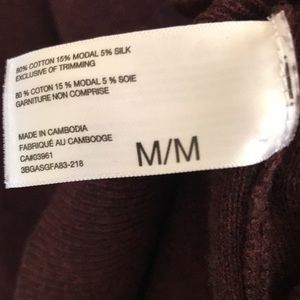 80% COTTON 15% MODAL 5% SILK
EXCLUSIVE OF TRIMMING
80 % COTON 15 % MODAL 5 % SOIE
GARNITURE NON COMPRISE
MADE IN CAMBODIA
FABRIQUÉ AU CAMBODGE
CA#03961
3BGASGFA83-218
M/M